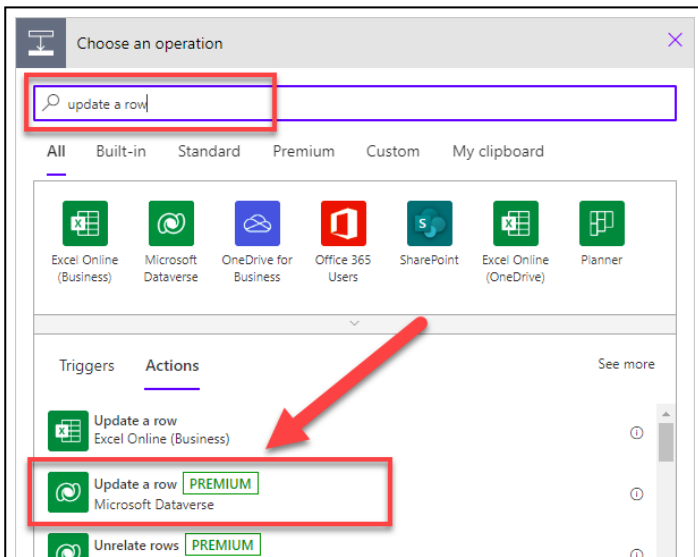 Choose an operation
update a row
All Built-in Standard Premium Custom My clipboard
Excel Online (Business)
Microsoft Dataverse
OneDrive for Business
Office 365 Users
SharePoint
Excel Online (OneDrive)
Planner
Triggers Actions See more
Update a row
Excel Online (Business)
Update a row PREMIUM
Microsoft Dataverse
Unrelate rows PREMIUM